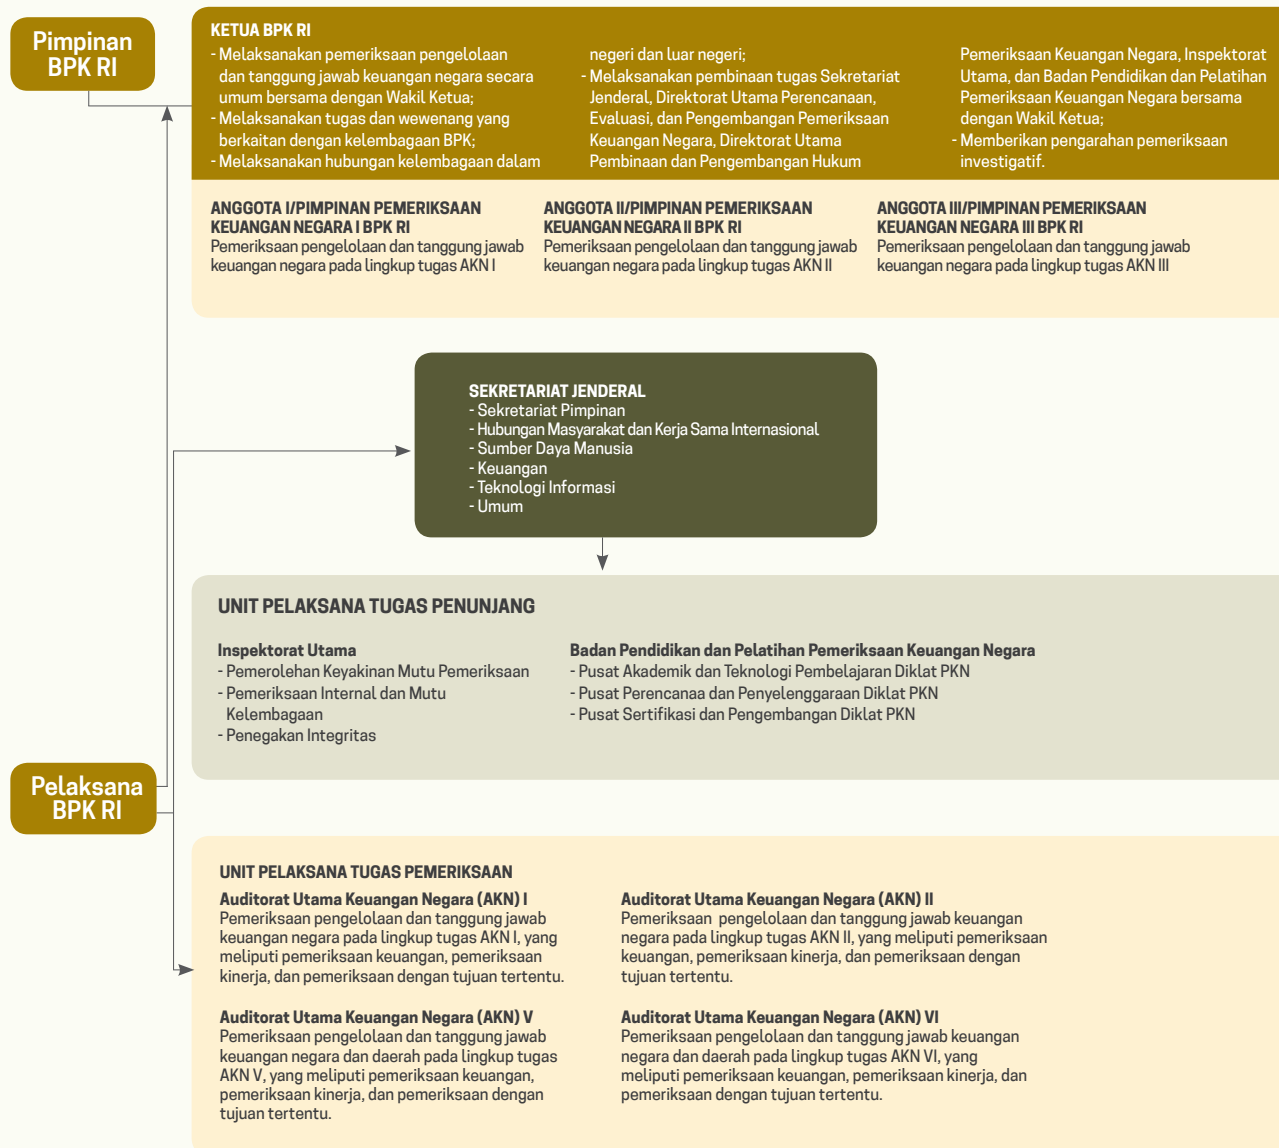 Pimpinan
BPK RI
KETUA BPK RI
- Melaksanakan pemeriksaan pengelolaan
dan tanggung jawab keuangan negara secara
umum bersama dengan Wakil Ketua;
- Melaksanakan tugas dan wewenang yang
berkaitan dengan kelembagaan BPK;
- Melaksanakan hubungan kelembagaan dalam
negeri dan luar negeri;
- Melaksanakan pembinaan tugas Sekretariat
Jenderal, Direktorat Utama Perencanaan,
Evaluasi, dan Pengembangan Pemeriksaan
Keuangan Negara, Direktorat Utama
Pembinaan dan Pengembangan Hukum
Pemeriksaan Keuangan Negara, Inspektorat
Utama, dan Badan Pendidikan dan Pelatihan
Pemeriksaan Keuangan Negara bersama
dengan Wakil Ketua;
- Memberikan pengarahan pemeriksaan
investigatif.
ANGGOTA I/PIMPINAN PEMERIKSAAN
KEUANGAN NEGARA I BPK RI
Pemeriksaan pengelolaan dan tanggung jawab
keuangan negara pada lingkup tugas AKN I
ANGGOTA II/PIMPINAN PEMERIKSAAN
KEUANGAN NEGARA II BPK RI
Pemeriksaan pengelolaan dan tanggung jawab
keuangan negara pada lingkup tugas AKN II
ANGGOTA III/PIMPINAN PEMERIKSAAN
KEUANGAN NEGARA III BPK RI
Pemeriksaan pengelolaan dan tanggung jawab
keuangan negara pada lingkup tugas AKN III
SEKRETARIAT JENDERAL
- Sekretariat Pimpinan
- Hubungan Masyarakat dan Kerja Sama Internasional
- Sumber Daya Manusia
- Keuangan
- Teknologi Informasi
- Umum
UNIT PELAKSANA TUGAS PENUNJANG
Inspektorat Utama
- Pemerolehan Keyakinan Mutu Pemeriksaan
- Pemeriksaan Internal dan Mutu
Kelembagaan
- Penegakan Integritas
Badan Pendidikan dan Pelatihan Pemeriksaan Keuangan Negara
- Pusat Akademik dan Teknologi Pembelajaran Diklat PKN
- Pusat Perencanaa dan Penyelenggaraan Diklat PKN
- Pusat Sertifikasi dan Pengembangan Diklat PKN
Pelaksana
BPK RI
UNIT PELAKSANA TUGAS PEMERIKSAAN
Auditorat Utama Keuangan Negara (AKN) I
Pemeriksaan pengelolaan dan tanggung jawab
keuangan negara pada lingkup tugas AKN I, yang
meliputi pemeriksaan keuangan, pemeriksaan
kinerja, dan pemeriksaan dengan tujuan tertentu.
Auditorat Utama Keuangan Negara (AKN) II
Pemeriksaan pengelolaan dan tanggung jawab keuangan
negara pada lingkup tugas AKN II, yang meliputi pemeriksaan
keuangan, pemeriksaan kinerja, dan pemeriksaan dengan
tujuan tertentu.
Auditorat Utama Keuangan Negara (AKN) V
Pemeriksaan pengelolaan dan tanggung jawab
keuangan negara dan daerah pada lingkup tugas
AKN V, yang meliputi pemeriksaan keuangan,
pemeriksaan kinerja, dan pemeriksaan dengan
tujuan tertentu.
Auditorat Utama Keuangan Negara (AKN) VI
Pemeriksaan pengelolaan dan tanggung jawab keuangan
negara dan daerah pada lingkup tugas AKN VI, yang
meliputi pemeriksaan keuangan, pemeriksaan kinerja, dan
pemeriksaan dengan tujuan tertentu.